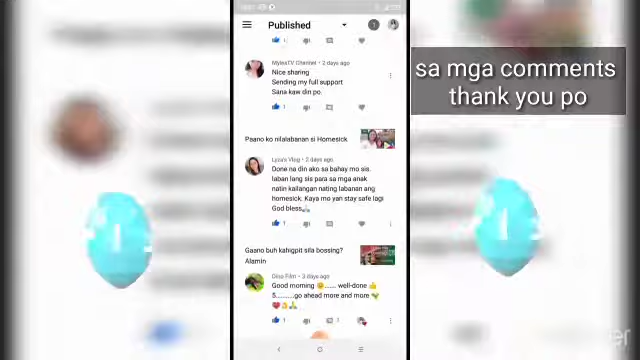 Published
1
sa mga comments
thank you po
MylesTV Channel • 2 days ago
Nice sharing
Sending my full support
Sana kaw din po.
1
Paano ko nilalabanan si Homesick
Lyza's Vlog • 2 days ago
Done na din ako sa bahay mo sis.
laban lang sis para sa mga anak
natin kailangan nating labanan ang
homesick. Kaya mo yan stay safe lagi
God bless🙏
1
Gaano buh kahigpit sila bossing?
Alamin
Film • 3 days ago
Good morning 🌞...... well-done 👍
5..........go ahead more and more 🌱
1